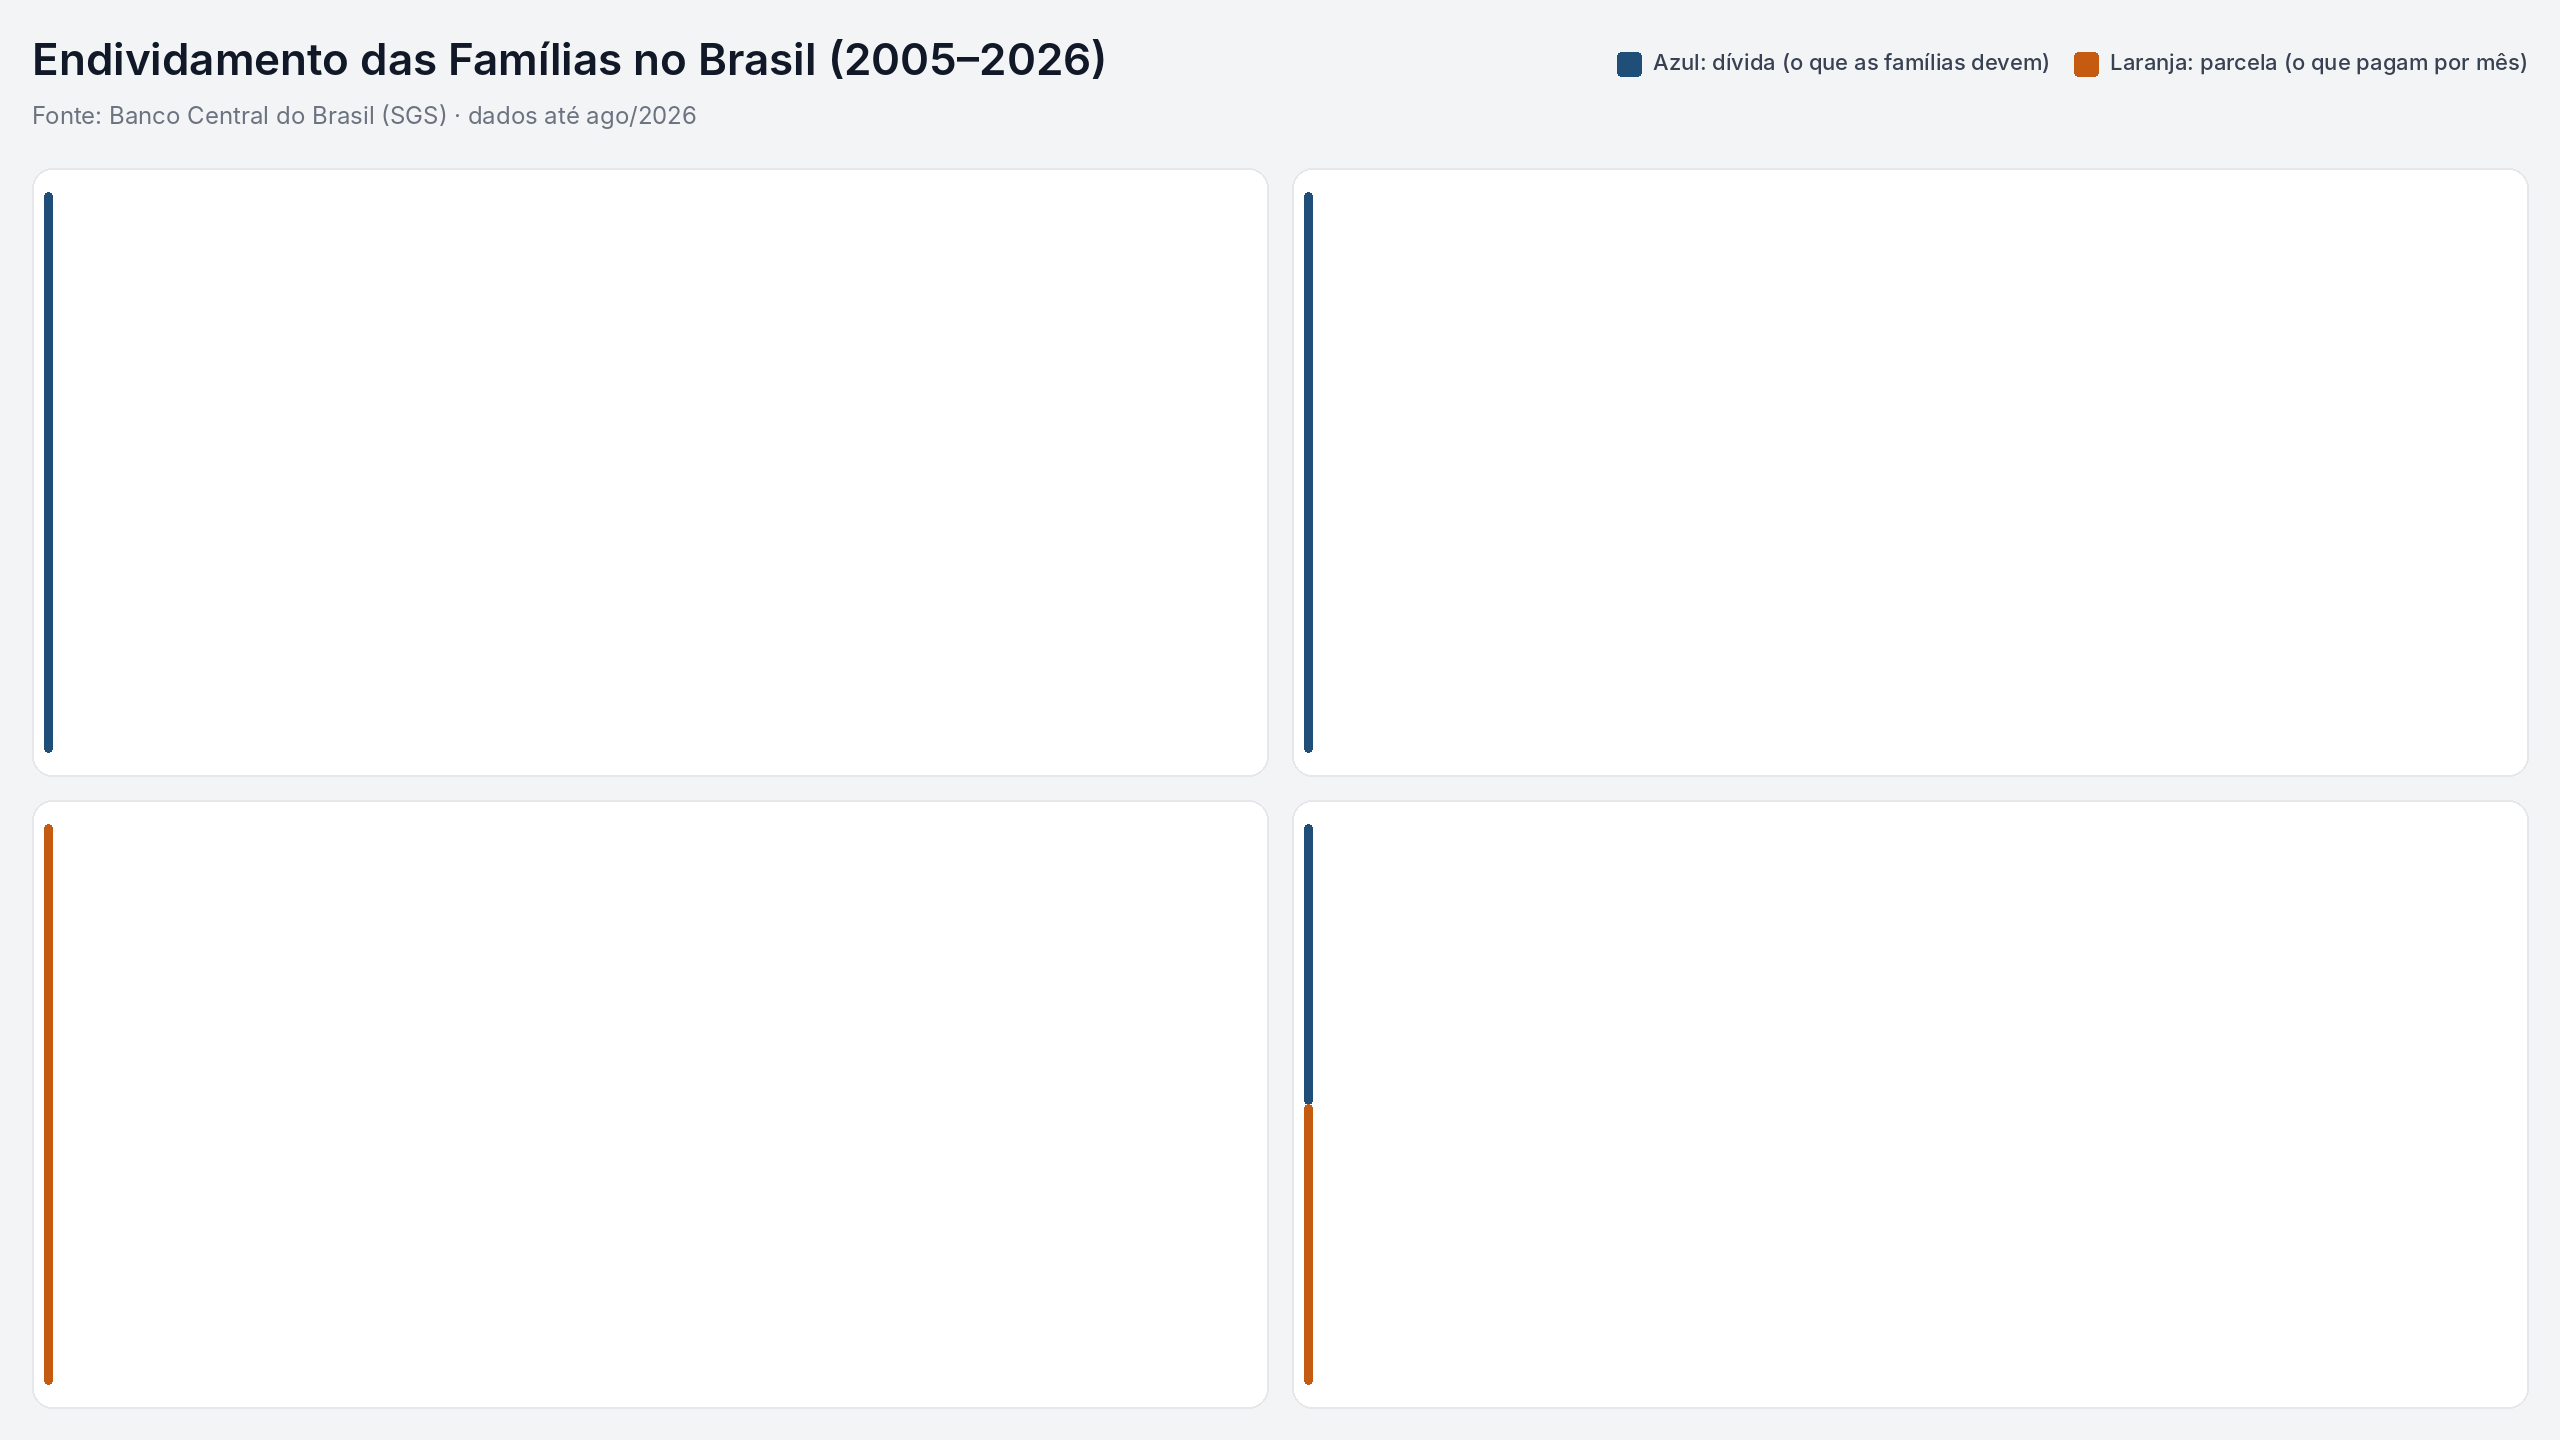 Endividamento das Famílias no Brasil (2005–2026)
Azul: dívida (o que as famílias devem)
Laranja: parcela (o que pagam por mês)
Fonte: Banco Central do Brasil (SGS) · dados até ago/2026